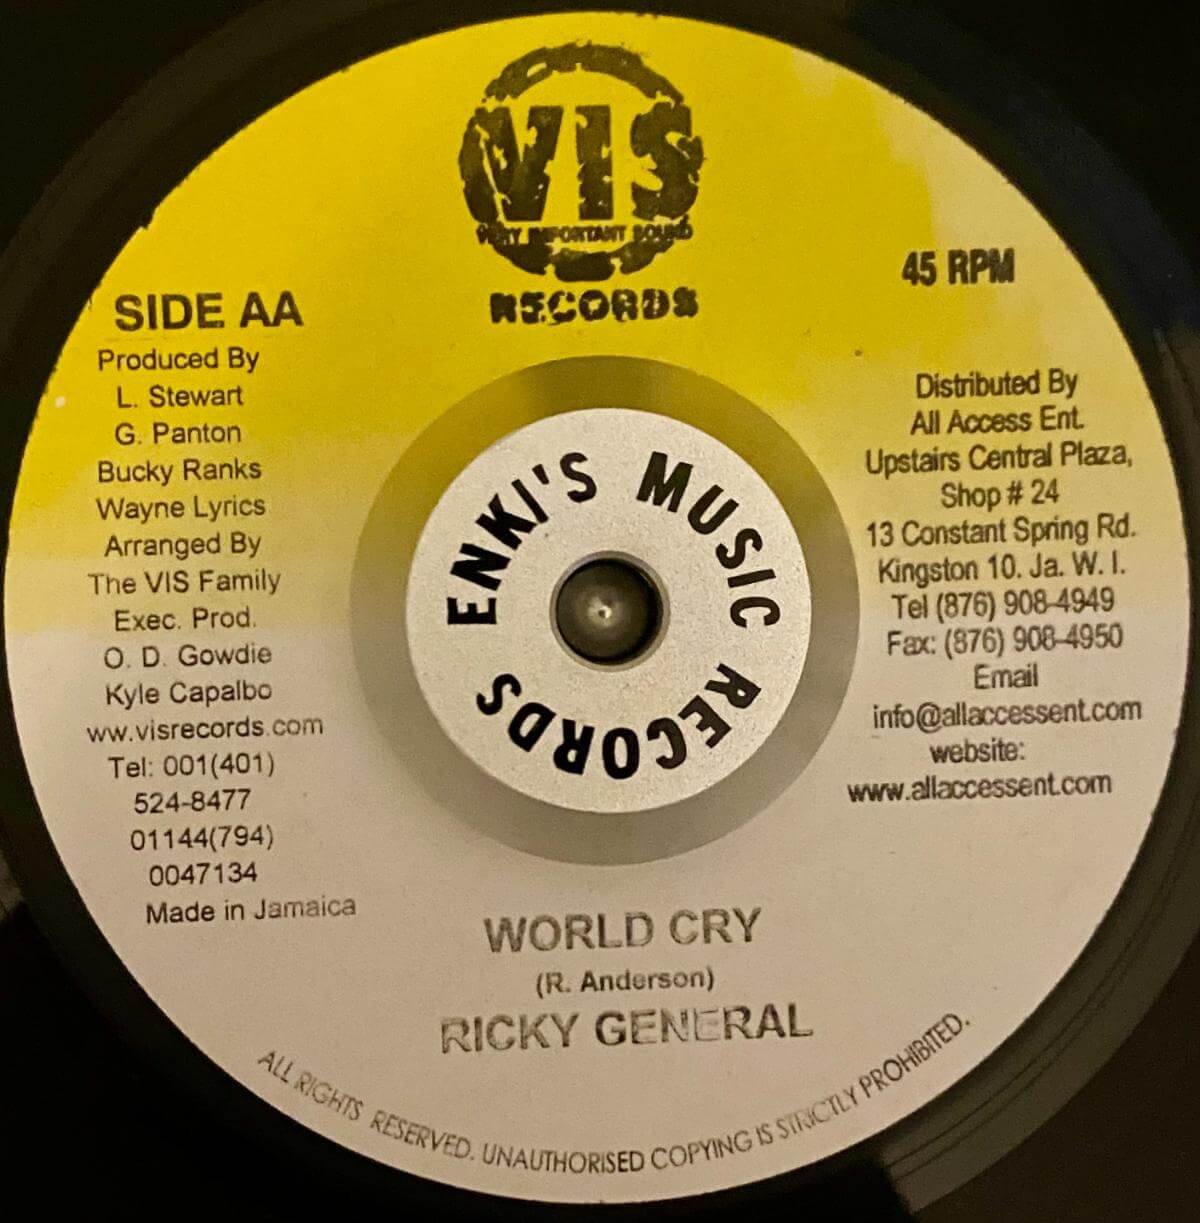 VIS
VERY IMPORTANT SOUND
RECORDS
SIDE AA
Produced By
L. Stewart
G. Panton
Bucky Ranks
Wayne Lyrics
Arranged By
The VIS Family
Exec. Prod.
O. D. Gowdie
Kyle Capalbo
ww.visrecords.com
Tel: 001(401)
524-8477
01144(794)
0047134
Made in Jamaica
45 RPM
Distributed By
All Access Ent.
Upstairs Central Plaza,
Shop # 24
13 Constant Spring Rd.
Kingston 10. Ja. W. I.
Tel (876) 908-4949
Fax: (876) 908-4950
Email
info@allaccessent.com
website:
www.allaccessent.com
ENKI'S MUSIC RECORDS
WORLD CRY
(R. Anderson)
RICKY GENERAL
ALL RIGHTS RESERVED. UNAUTHORISED COPYING IS STRICTLY PROHIBITED.